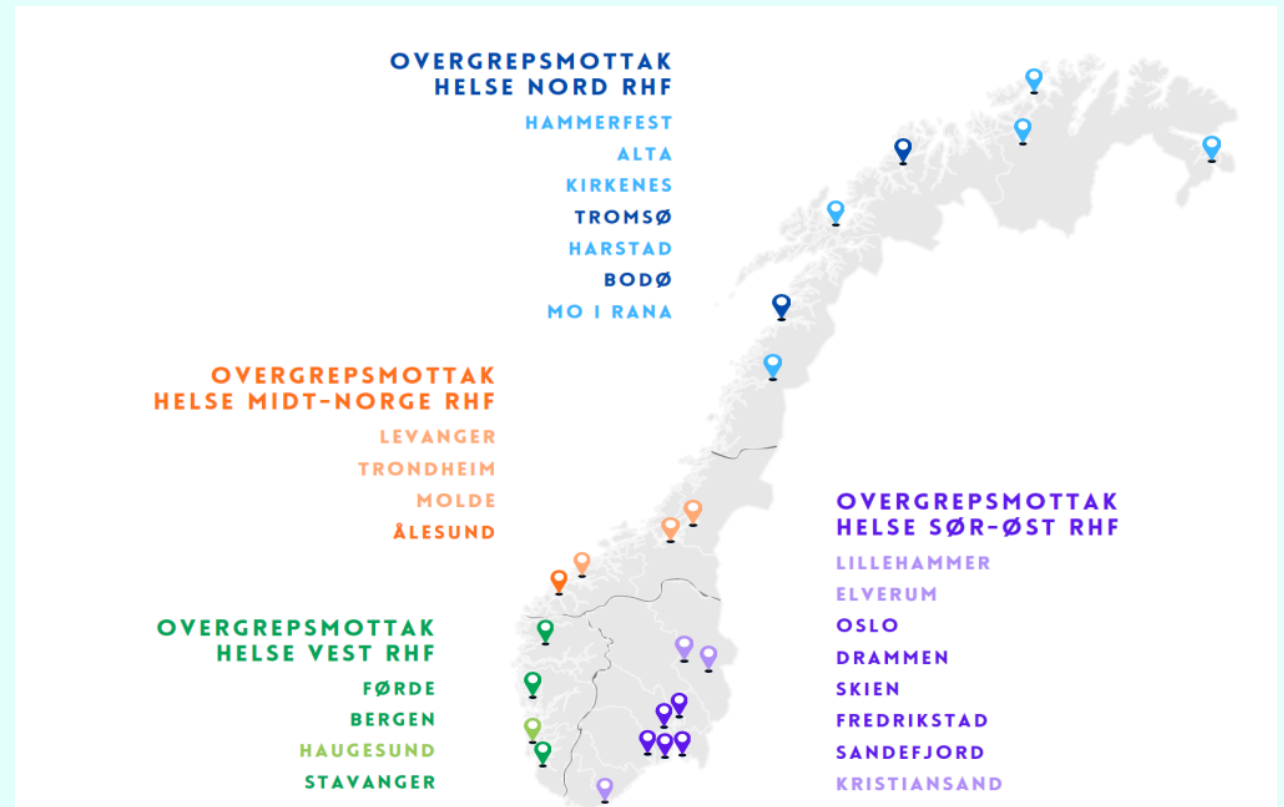 OVERGREPSMOTTAK
HELSE NORD RHF
HAMMERFEST
ALTA
KIRKENES
TROMSØ
HARSTAD
BODØ
MO I RANA
OVERGREPSMOTTAK
HELSE MIDT-NORGE RHF
LEVANGER
TRONDHEIM
MOLDE
ÅLESUND
OVERGREPSMOTTAK
HELSE VEST RHF
FØRDE
BERGEN
HAUGESUND
STAVANGER
OVERGREPSMOTTAK
HELSE SØR-ØST RHF
LILLEHAMMER
ELVERUM
OSLO
DRAMMEN
SKIEN
FREDRIKSTAD
SANDEFJORD
KRISTIANSAND